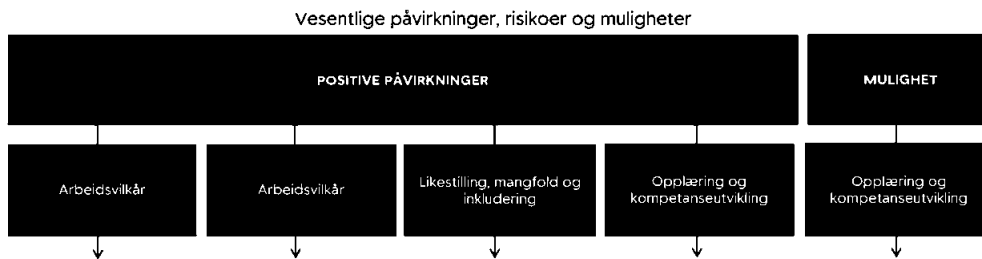 Vesentlige påvirkninger, risikoer og muligheter
POSITIVE PÅVIRKNINGER
MULIGHET
Arbeidsvilkår
Arbeidsvilkår
Likestilling, mangfold og
inkludering
Opplæring og
kompetanseutvikling
Opplæring og
kompetanseutvikling